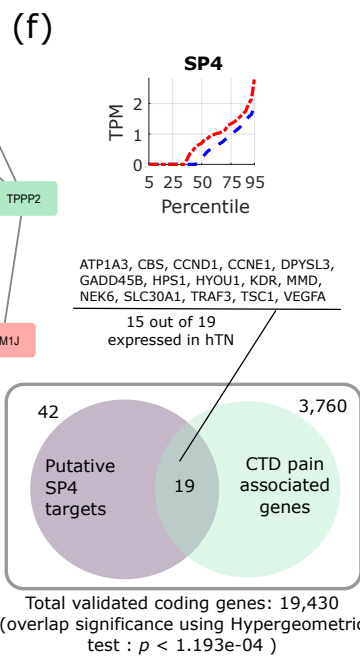 (f)
SP4
TPM
2
1
0
5 25 50 75 95
Percentile
TPPP2
M1J
ATP1A3, CBS, CCND1, CCNE1, DPYSL3,
GADD45B, HPS1, HYOU1, KDR, MMD,
NEK6, SLC30A1, TRAF3, TSC1, VEGFA
15 out of 19
expressed in hTN
42
3,760
Putative
SP4
targets
19
CTD pain
associated
genes
Total validated coding genes: 19,430
(overlap significance using Hypergeometric
test : p < 1.193e-04 )